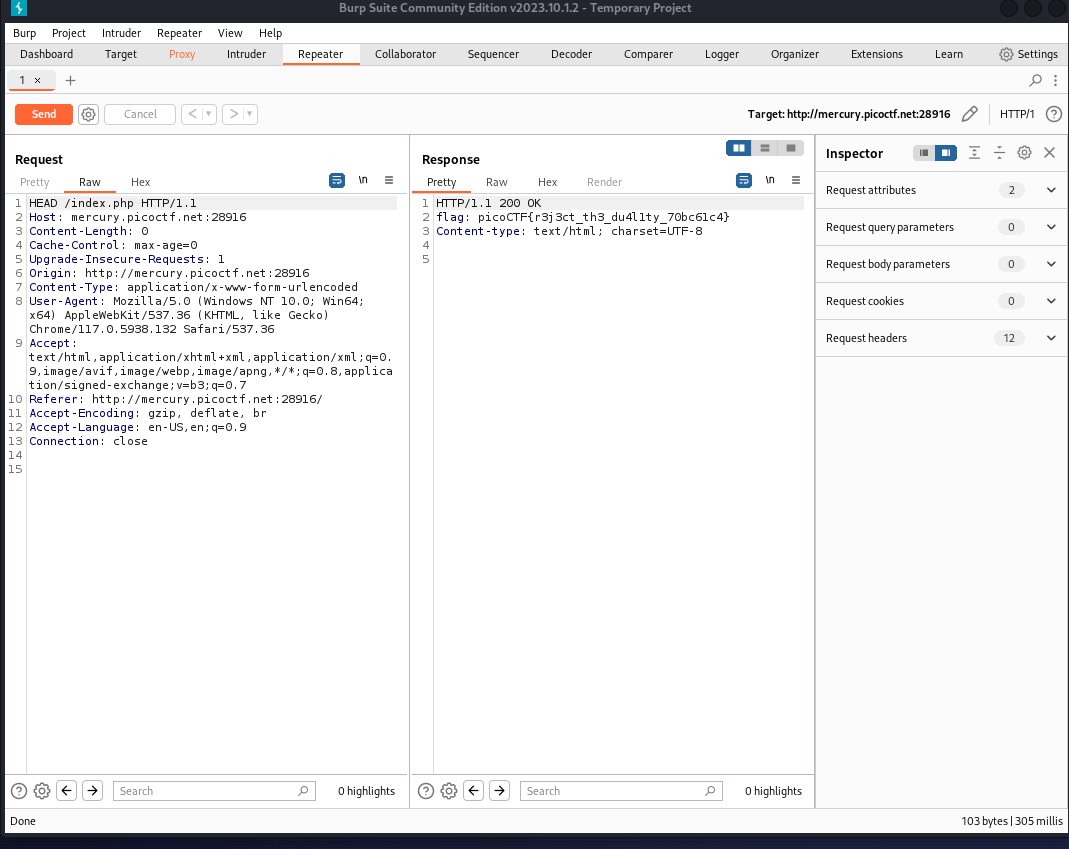 Burp Suite Community Edition v2023.10.1.2 - Temporary Project
Burp Project Intruder Repeater View Help
Dashboard Target Proxy Intruder Repeater Collaborator Sequencer Decoder Comparer Logger Organizer Extensions Learn Settings
1 × +
Send Cancel < > Target: http://mercury.picoctf.net:28916 HTTP/1 ?
Request
Pretty Raw Hex \n
1 HEAD /index.php HTTP/1.1
2 Host: mercury.picoctf.net:28916
3 Content-Length: 0
4 Cache-Control: max-age=0
5 Upgrade-Insecure-Requests: 1
6 Origin: http://mercury.picoctf.net:28916
7 Content-Type: application/x-www-form-urlencoded
8 User-Agent: Mozilla/5.0 (Windows NT 10.0; Win64;
x64) AppleWebKit/537.36 (KHTML, like Gecko)
Chrome/117.0.5938.132 Safari/537.36
9 Accept:
text/html,application/xhtml+xml,application/xml;q=0.
9,image/avif,image/webp,image/apng,*/*;q=0.8,applica
tion/signed-exchange;v=b3;q=0.7
10 Referer: http://mercury.picoctf.net:28916/
11 Accept-Encoding: gzip, deflate, br
12 Accept-Language: en-US,en;q=0.9
13 Connection: close
14
15
? Search 0 highlights
Response
Pretty Raw Hex Render \n
1 HTTP/1.1 200 OK
2 flag: picoCTF{r3j3ct_th3_du4l1ty_70bc61c4}
3 Content-type: text/html; charset=UTF-8
4
5
? Search 0 highlights
Inspector
Request attributes 2
Request query parameters 0
Request body parameters 0
Request cookies 0
Request headers 12
Done 103 bytes | 305 millis